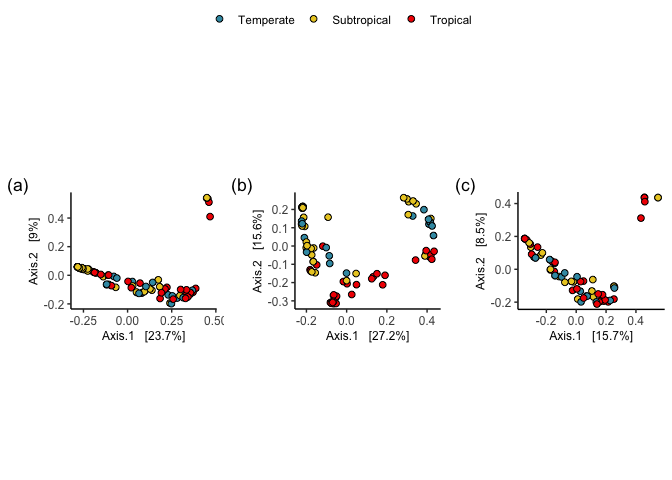 Temperate Subtropical Tropical
(a)
Axis.2 [9%]
0.4
0.2
0.0
-0.2
-0.25 0.00 0.25 0.50
Axis.1 [23.7%]
(b)
Axis.2 [15.6%]
0.2
0.1
0.0
-0.1
-0.2
-0.3
-0.2 0.0 0.2 0.4
Axis.1 [27.2%]
(c)
Axis.2 [8.5%]
0.4
0.2
0.0
-0.2
-0.2 0.0 0.2 0.4
Axis.1 [15.7%]